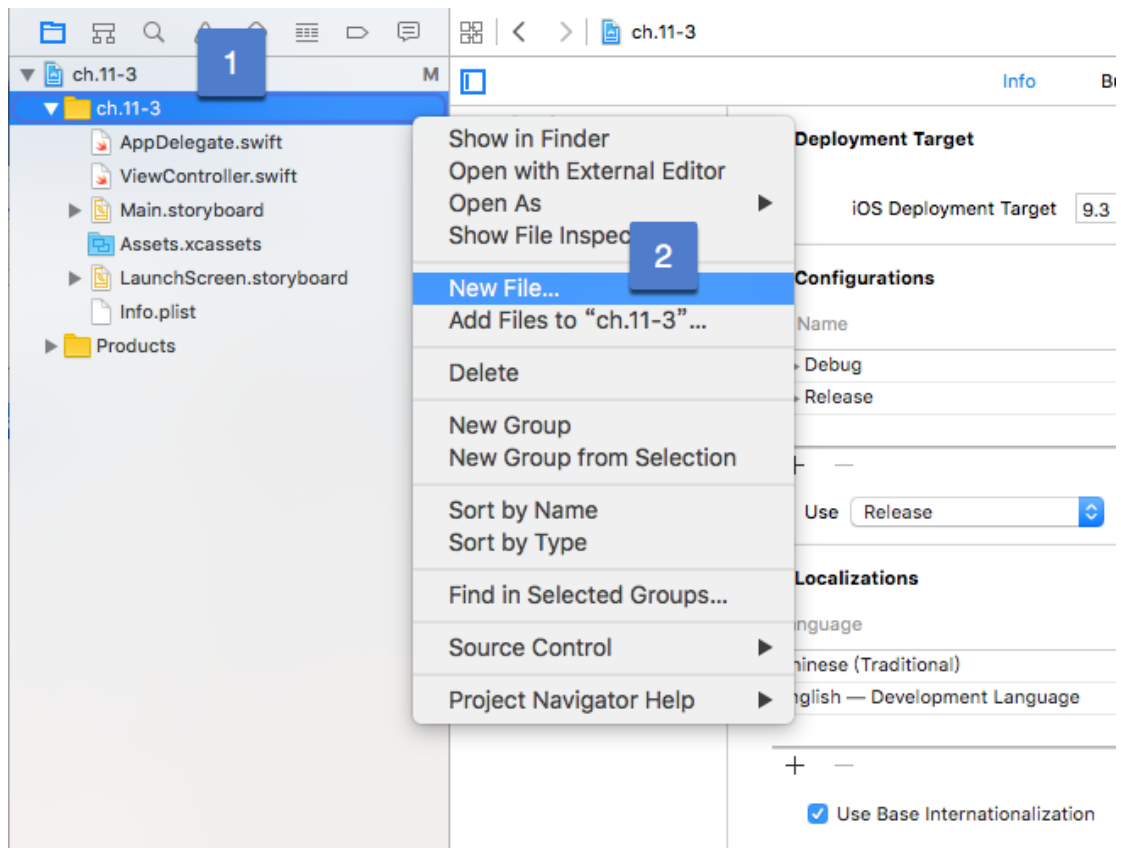 ch.11-3
1
ch.11-3 M
Info
ch.11-3
AppDelegate.swift
ViewController.swift
Main.storyboard
Assets.xcassets
LaunchScreen.storyboard
Info.plist
Products
Show in Finder
Open with External Editor
Open As
Show File
2
New File...
Add Files to “ch.11-3”...
Delete
New Group
New Group from Selection
Sort by Name
Sort by Type
Find in Selected Groups...
Source Control
Project Navigator Help
Deployment Target
iOS Deployment Target 9.3
Configurations
Name
Debug
Release
Use Release
Localizations
(Traditional)
— Development Language
Use Base Internationalization